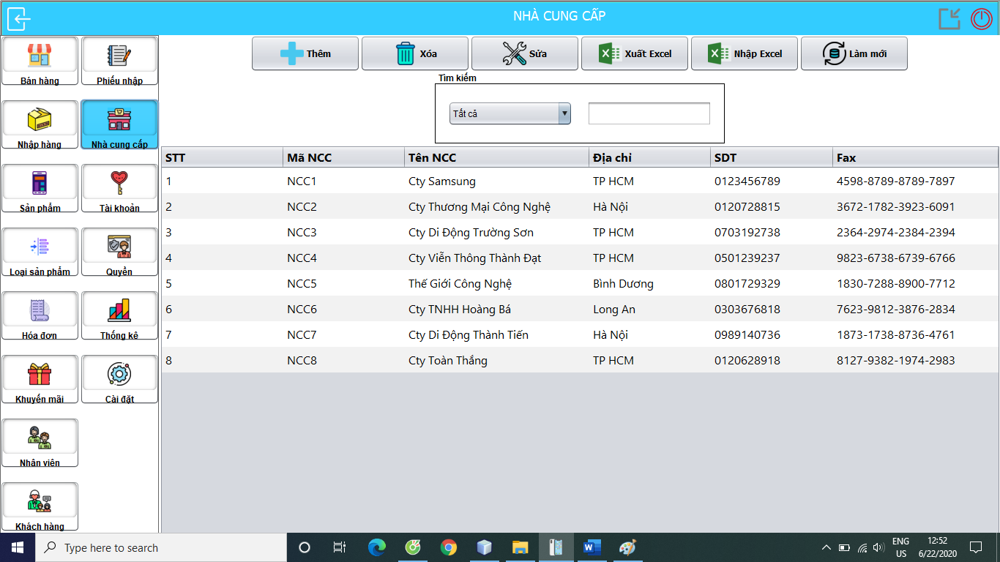 NHÀ CUNG CẤP
Thêm
Xóa
Sửa
Xuất Excel
Nhập Excel
Làm mới
Tìm kiếm
Tất cả
Bán hàng
Phiếu nhập
Nhập hàng
Nhà cung cấp
Sản phẩm
Tài khoản
Loại sản phẩm
Quyền
Hóa đơn
Thống kê
Khuyến mãi
Cài đặt
Nhân viên
Khách hàng
STT Mã NCC Tên NCC Địa chỉ SDT Fax
1 NCC1 Cty Samsung TP HCM 0123456789 4598-8789-8789-7897
2 NCC2 Cty Thương Mại Công Nghệ Hà Nội 0120728815 3672-1782-3923-6091
3 NCC3 Cty Di Động Trường Sơn TP HCM 0703192738 2364-2974-2384-2394
4 NCC4 Cty Viễn Thông Thành Đạt TP HCM 0501239237 9823-6738-6739-6766
5 NCC5 Thế Giới Công Nghệ Bình Dương 0801729329 1830-7288-8900-7712
6 NCC6 Cty TNHH Hoàng Bá Long An 0303676818 7623-9812-3876-2834
7 NCC7 Cty Di Động Thành Tiến Hà Nội 0989140736 1873-1738-8736-4761
8 NCC8 Cty Toàn Thắng TP HCM 0120628918 8127-9382-1974-2983
Type here to search
ENG
US
12:52
6/22/2020